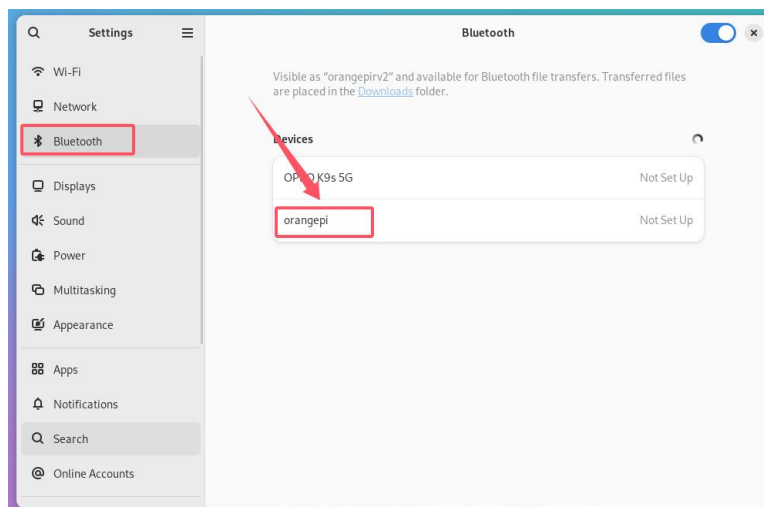 Settings
Bluetooth
Wi-Fi
Network
Bluetooth
Displays
Sound
Power
Multitasking
Appearance
Apps
Notifications
Search
Online Accounts
Visible as “orangepirv2” and available for Bluetooth file transfers. Transferred files
are placed in the Downloads folder.
Devices
OPPO K9s 5G Not Set Up
orangepi Not Set Up